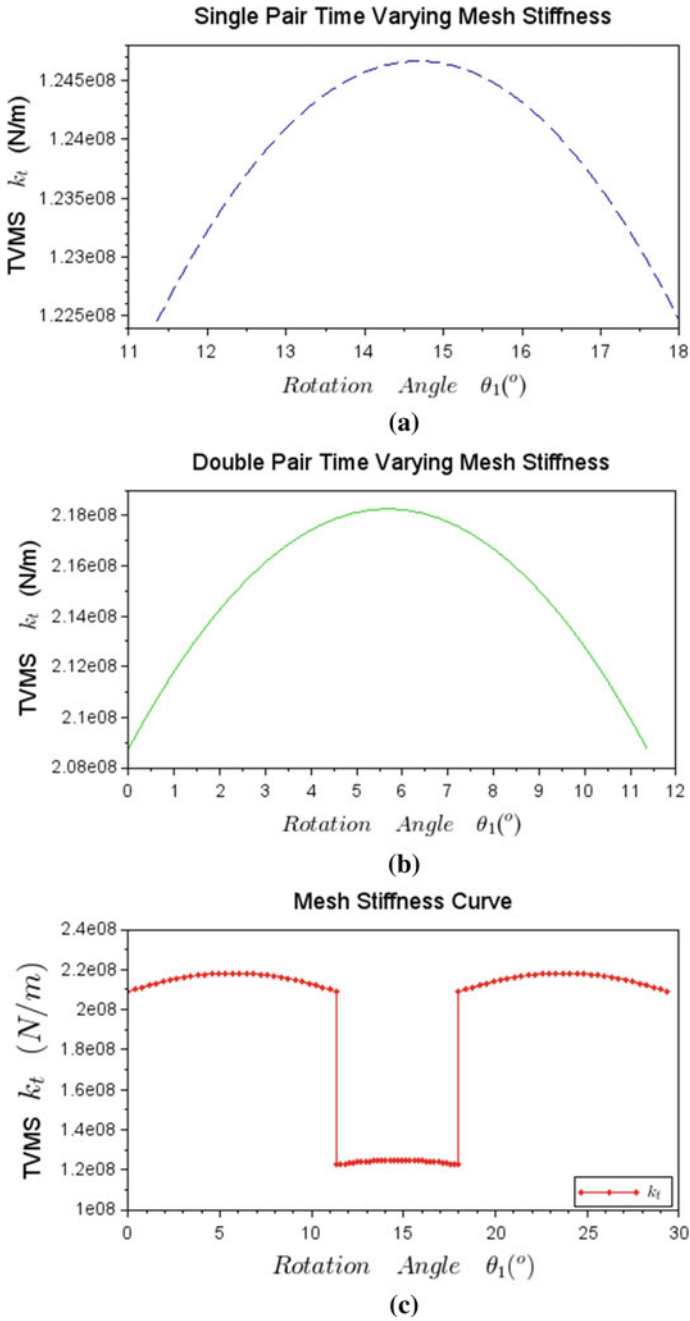 Single Pair Time Varying Mesh Stiffness
TVMS k_t (N/m)
1.245e08
1.24e08
1.235e08
1.23e08
1.225e08
11 12 13 14 15 16 17 18
Rotation Angle θ₁(°)
(a)
Double Pair Time Varying Mesh Stiffness
TVMS k_t (N/m)
2.18e08
2.16e08
2.14e08
2.12e08
2.1e08
2.08e08
0 1 2 3 4 5 6 7 8 9 10 11 12
Rotation Angle θ₁(°)
(b)
Mesh Stiffness Curve
TVMS k_t (N/m)
2.4e08
2.2e08
2e08
1.8e08
1.6e08
1.4e08
1.2e08
1e08
k_t
0 5 10 15 20 25 30
Rotation Angle θ₁(°)
(c)